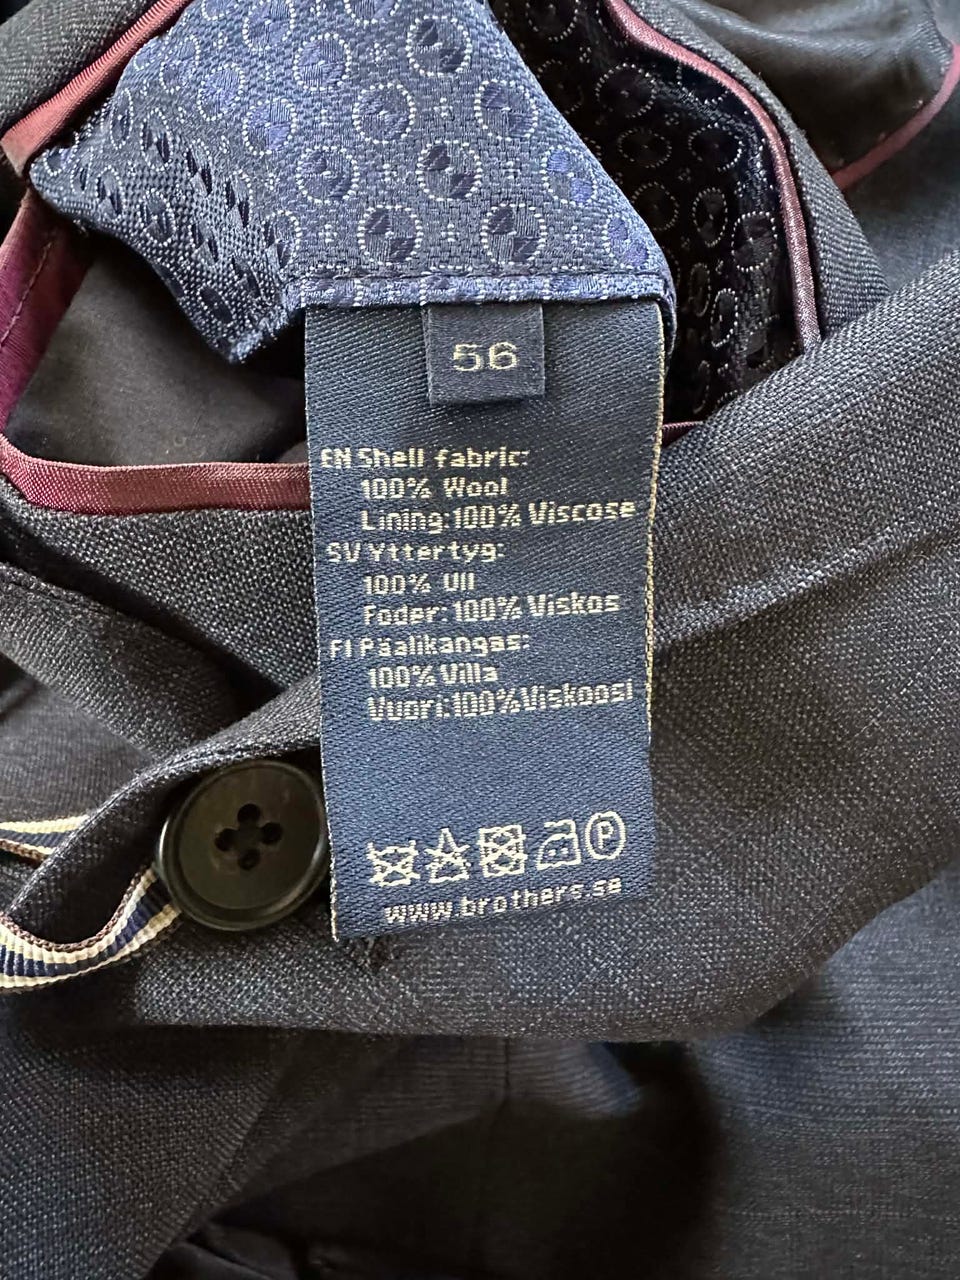 56
EN Shell fabric:
100% Wool
Lining:100% Viscose
SV Yttertyg:
100% Ull
Foder: 100% Viskos
FI Päälikangas:
100% Villa
Vuori:100% Viskoosi
P
www.brothers.se